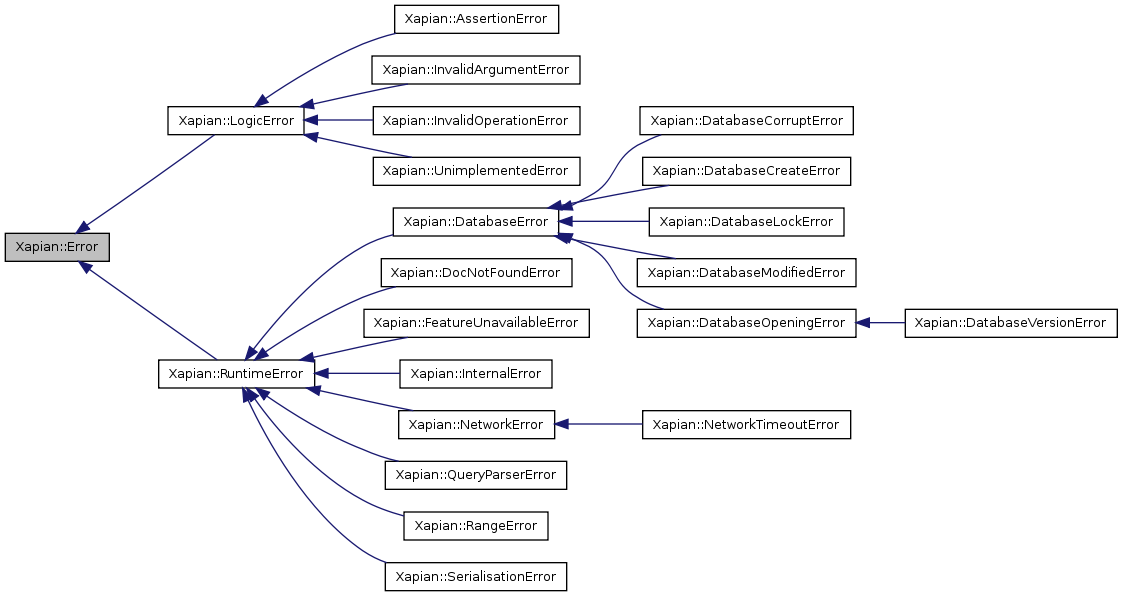 Xapian::AssertionError
Xapian::InvalidArgumentError
Xapian::LogicError
Xapian::InvalidOperationError
Xapian::DatabaseCorruptError
Xapian::UnimplementedError
Xapian::DatabaseCreateError
Xapian::DatabaseError
Xapian::DatabaseLockError
Xapian::Error
Xapian::DocNotFoundError
Xapian::DatabaseModifiedError
Xapian::FeatureUnavailableError
Xapian::DatabaseOpeningError
Xapian::DatabaseVersionError
Xapian::RuntimeError
Xapian::InternalError
Xapian::NetworkError
Xapian::NetworkTimeoutError
Xapian::QueryParserError
Xapian::RangeError
Xapian::SerialisationError